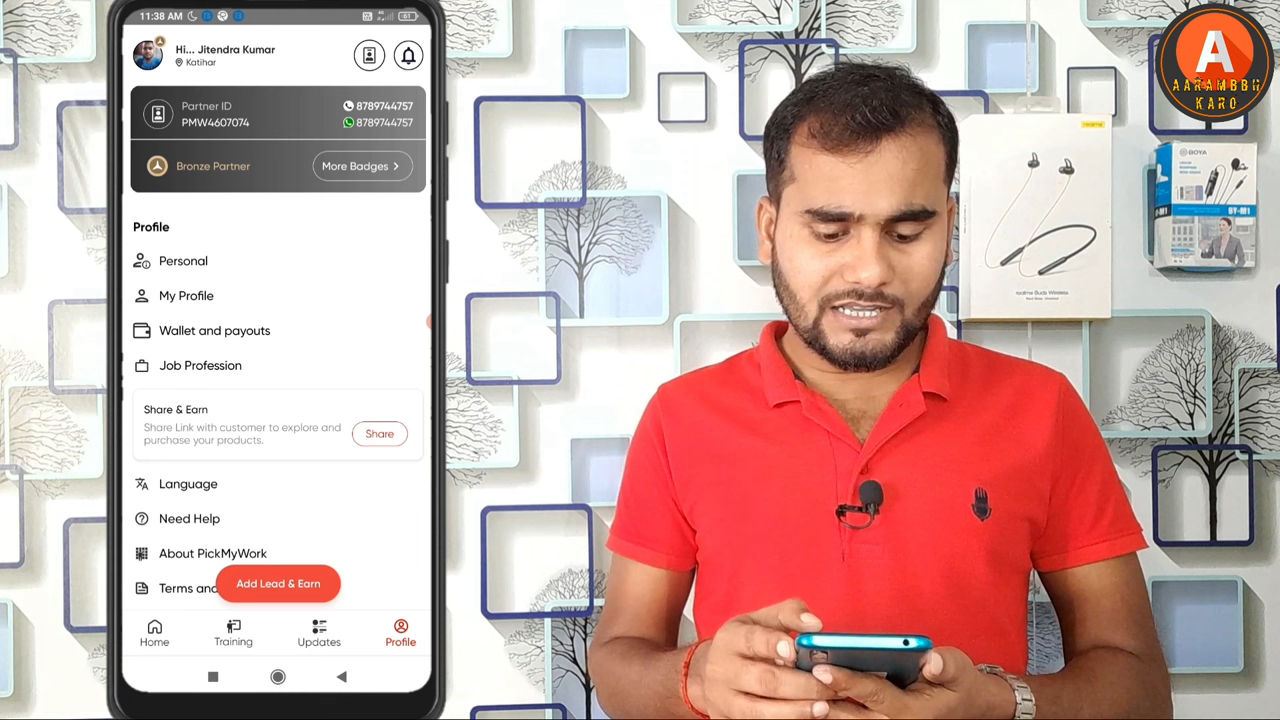 11:38 AM
61
Hi... Jitendra Kumar
Katihar
Partner ID
PMW4607074
8789744757
8789744757
Bronze Partner
More Badges >
Profile
Personal
My Profile
Wallet and payouts
Job Profession
Share & Earn
Share Link with customer to explore and
purchase your products.
Share
Language
Need Help
About PickMyWork
Terms and
Add Lead & Earn
Home
Training
Updates
Profile
realme
realme Buds Wireless
BOYA
BY-M1
A
AARAMBBH
KARO